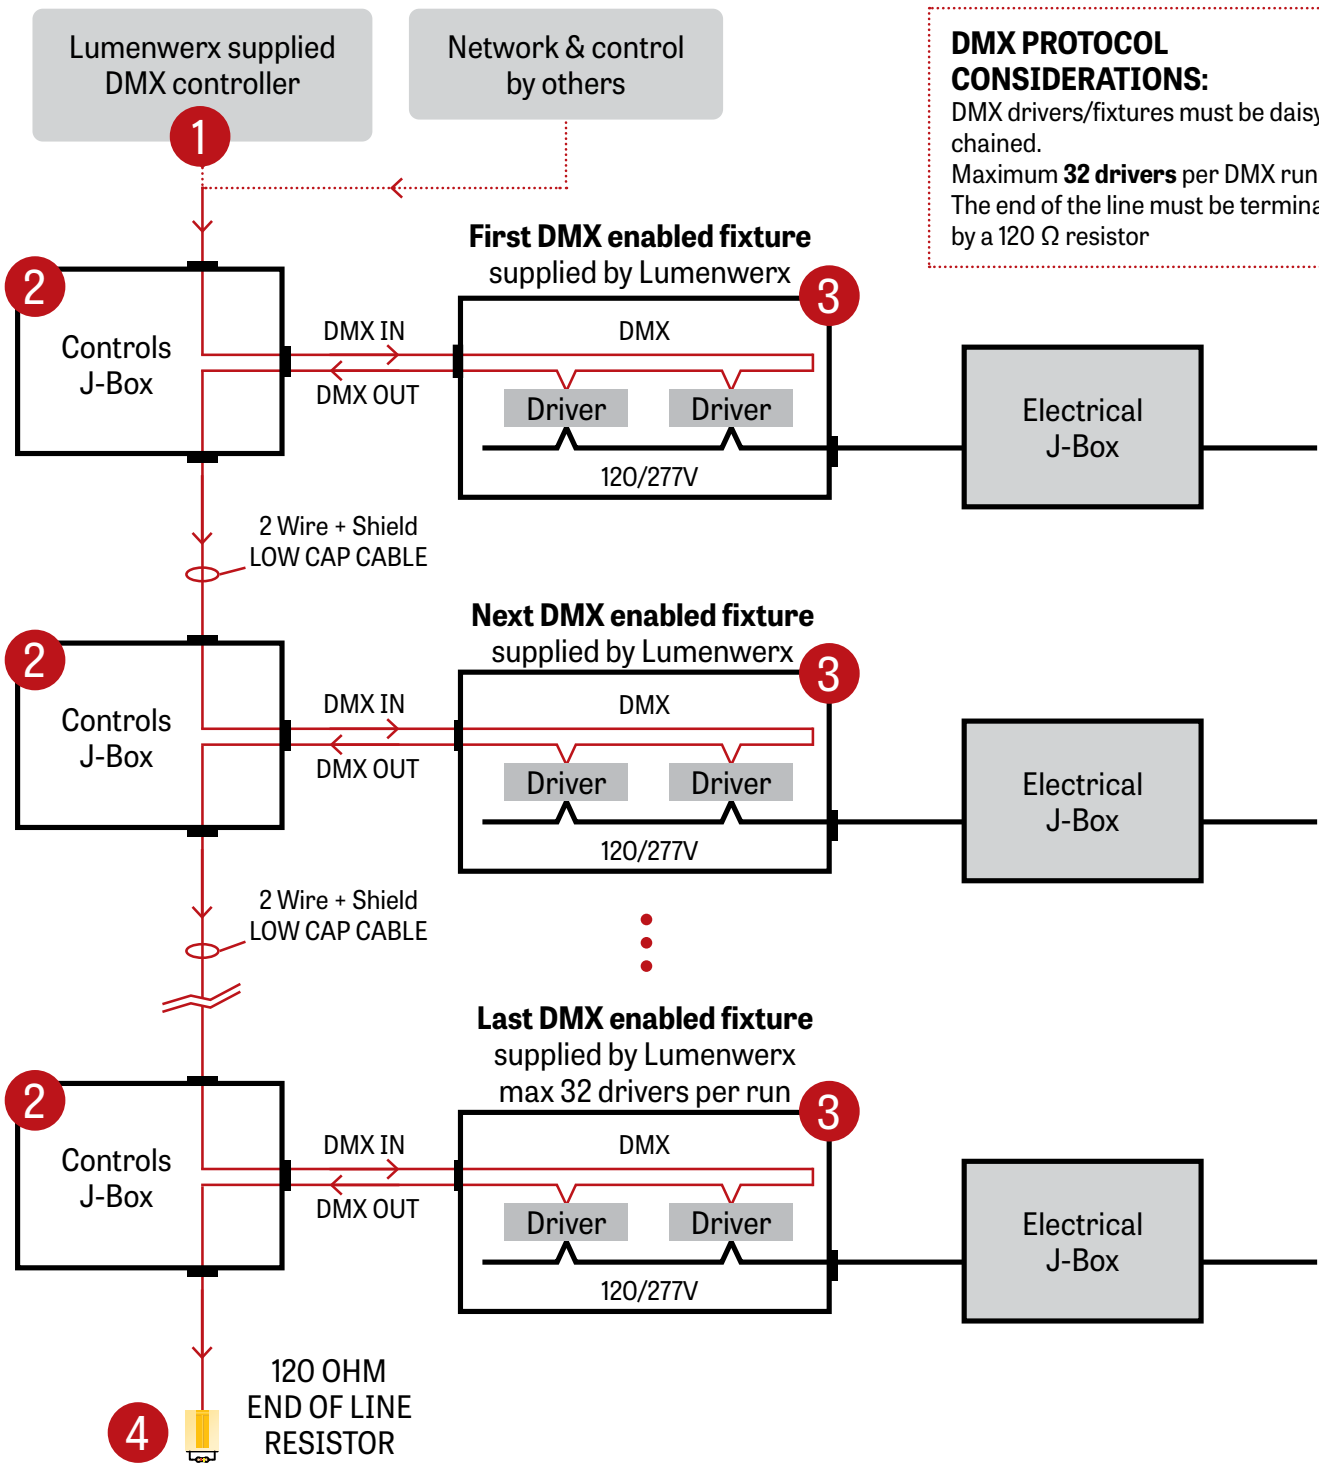 Lumenwerx supplied
DMX controller
Network & control
by others
DMX PROTOCOL
CONSIDERATIONS:
DMX drivers/fixtures must be daisy
chained.
Maximum 32 drivers per DMX run
The end of the line must be termina
by a 120 Ω resistor
1
First DMX enabled fixture
supplied by Lumenwerx
2
Controls
J-Box
DMX IN
DMX OUT
3
DMX
Driver
Driver
120/277V
Electrical
J-Box
2 Wire + Shield
LOW CAP CABLE
Next DMX enabled fixture
supplied by Lumenwerx
2
Controls
J-Box
DMX IN
DMX OUT
3
DMX
Driver
Driver
120/277V
Electrical
J-Box
2 Wire + Shield
LOW CAP CABLE
Last DMX enabled fixture
supplied by Lumenwerx
max 32 drivers per run
2
Controls
J-Box
DMX IN
DMX OUT
3
DMX
Driver
Driver
120/277V
Electrical
J-Box
4
120 OHM
END OF LINE
RESISTOR